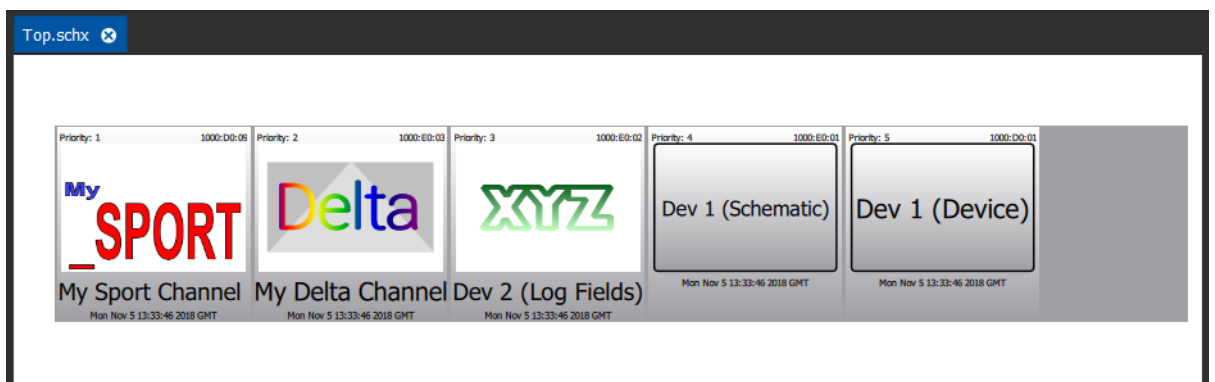 Top.schx
Priority: 1 1000:D0:09
Priority: 2 1000:E0:03
Priority: 3 1000:E0:02
Priority: 4 1000:E0:01
Priority: 5 1000:D0:01
My
_SPORT
Delta
XYZ
Dev 1 (Schematic)
Dev 1 (Device)
My Sport Channel
My Delta Channel
Dev 2 (Log Fields)
Mon Nov 5 13:33:46 2018 GMT
Mon Nov 5 13:33:46 2018 GMT
Mon Nov 5 13:33:46 2018 GMT
Mon Nov 5 13:33:46 2018 GMT
Mon Nov 5 13:33:46 2018 GMT